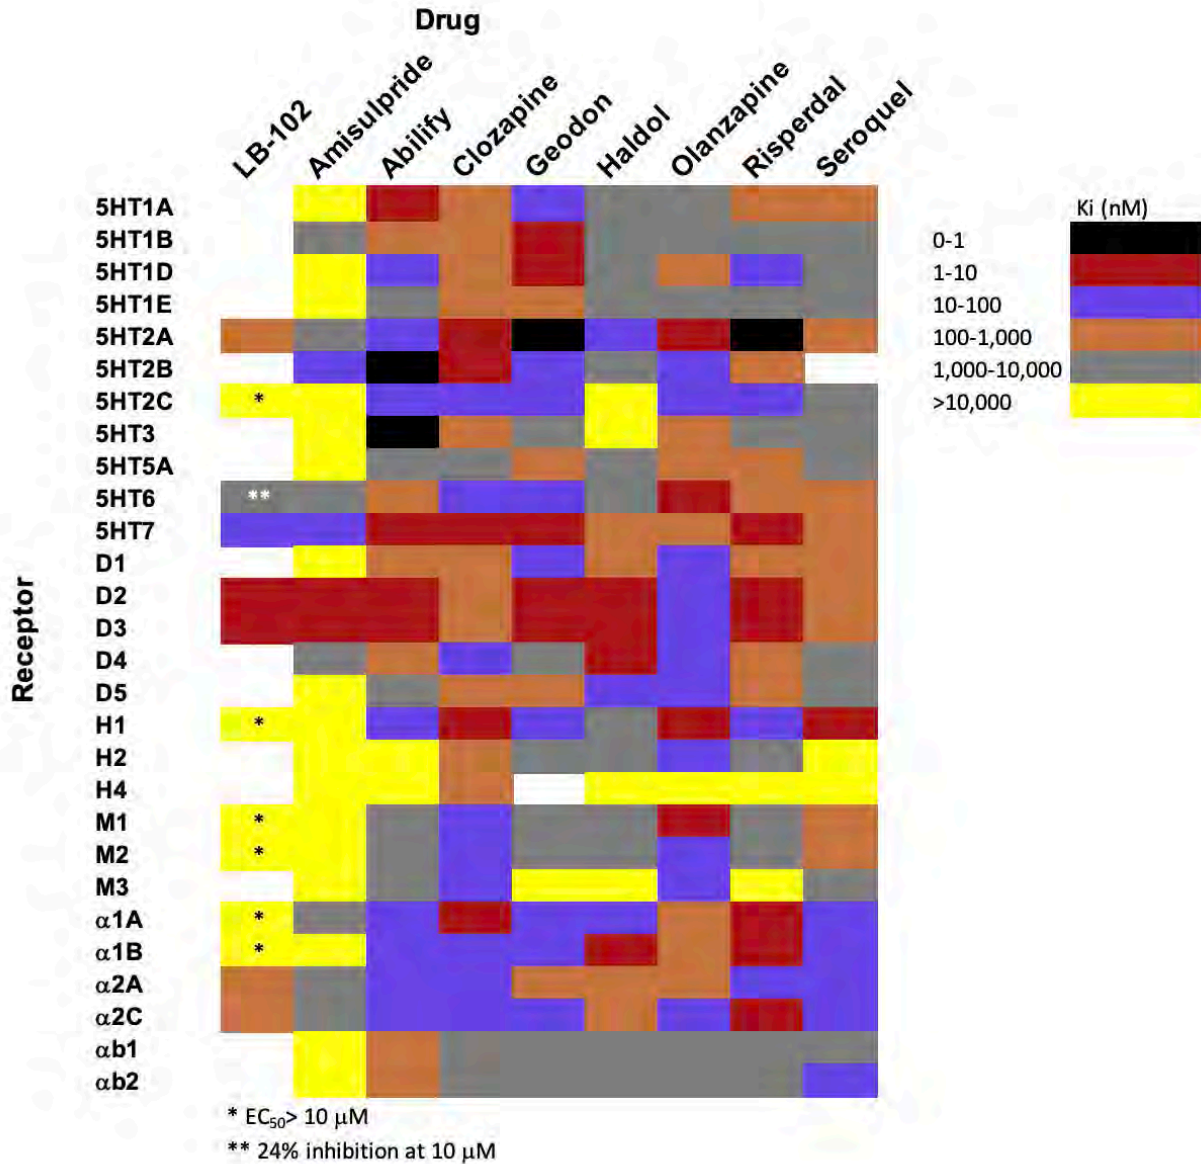 Drug
LB-102
Amisulpride
Abilify
Clozapine
Geodon
Haldol
Olanzapine
Risperdal
Seroquel
Receptor
5HT1A
5HT1B
5HT1D
5HT1E
5HT2A
5HT2B
5HT2C *
5HT3
5HT5A
5HT6 **
5HT7
D1
D2
D3
D4
D5
H1 *
H2
H4
M1 *
M2 *
M3
α1A *
α1B *
α2A
α2C
αb1
αb2
Ki (nM)
0-1
1-10
10-100
100-1,000
1,000-10,000
>10,000
* EC₅₀> 10 μM
** 24% inhibition at 10 μM